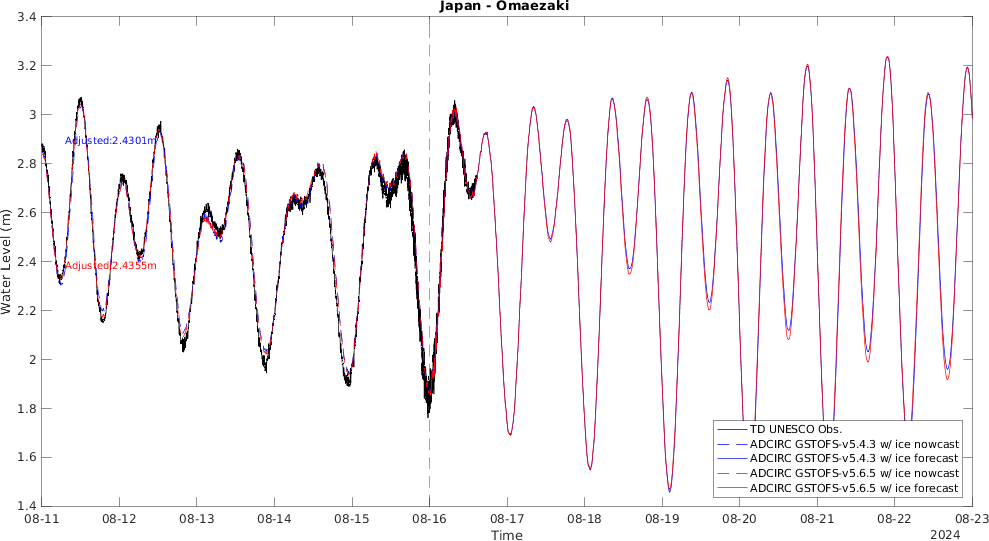 Japan - Omaezaki
3.4
3.2
3
2.8
2.6
2.4
2.2
2
1.8
1.6
1.4
Water Level (m)
Adjusted:2.4301m
Adjusted:2.4355m
TD UNESCO Obs.
ADCIRC GSTOFS-v5.4.3 w/ ice nowcast
ADCIRC GSTOFS-v5.4.3 w/ ice forecast
ADCIRC GSTOFS-v5.6.5 w/ ice nowcast
ADCIRC GSTOFS-v5.6.5 w/ ice forecast
08-11 08-12 08-13 08-14 08-15 08-16 08-17 08-18 08-19 08-20 08-21 08-22 08-23
Time
2024